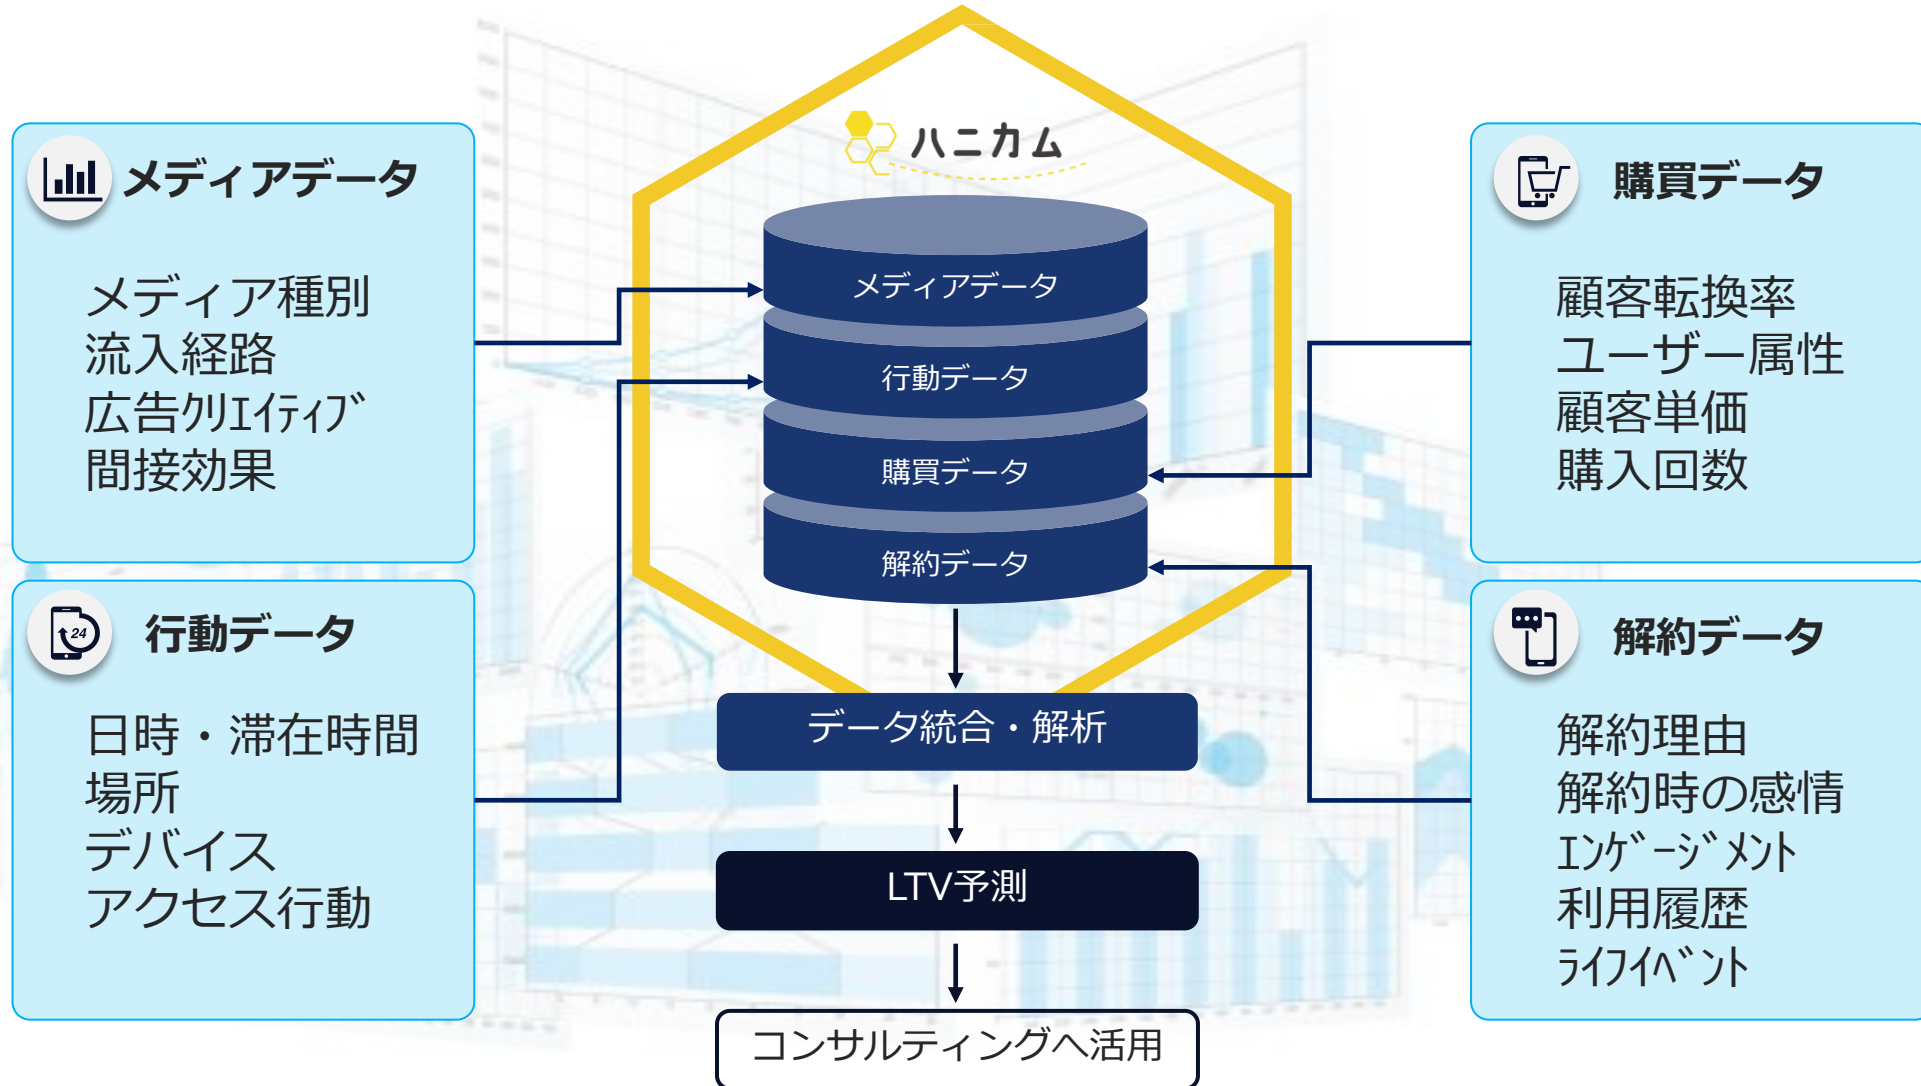 ハニカム
メディアデータ
メディア種別
流入経路
広告ｸﾘｴｲﾃｨﾌﾞ
間接効果
行動データ
24
日時・滞在時間
場所
デバイス
アクセス行動
メディアデータ
行動データ
購買データ
解約データ
データ統合・解析
LTV予測
コンサルティングへ活用
購買データ
顧客転換率
ユーザー属性
顧客単価
購入回数
解約データ
解約理由
解約時の感情
ｴﾝｹﾞｰｼﾞﾒﾝﾄ
利用履歴
ﾗｲﾌｲﾍﾞﾝﾄ